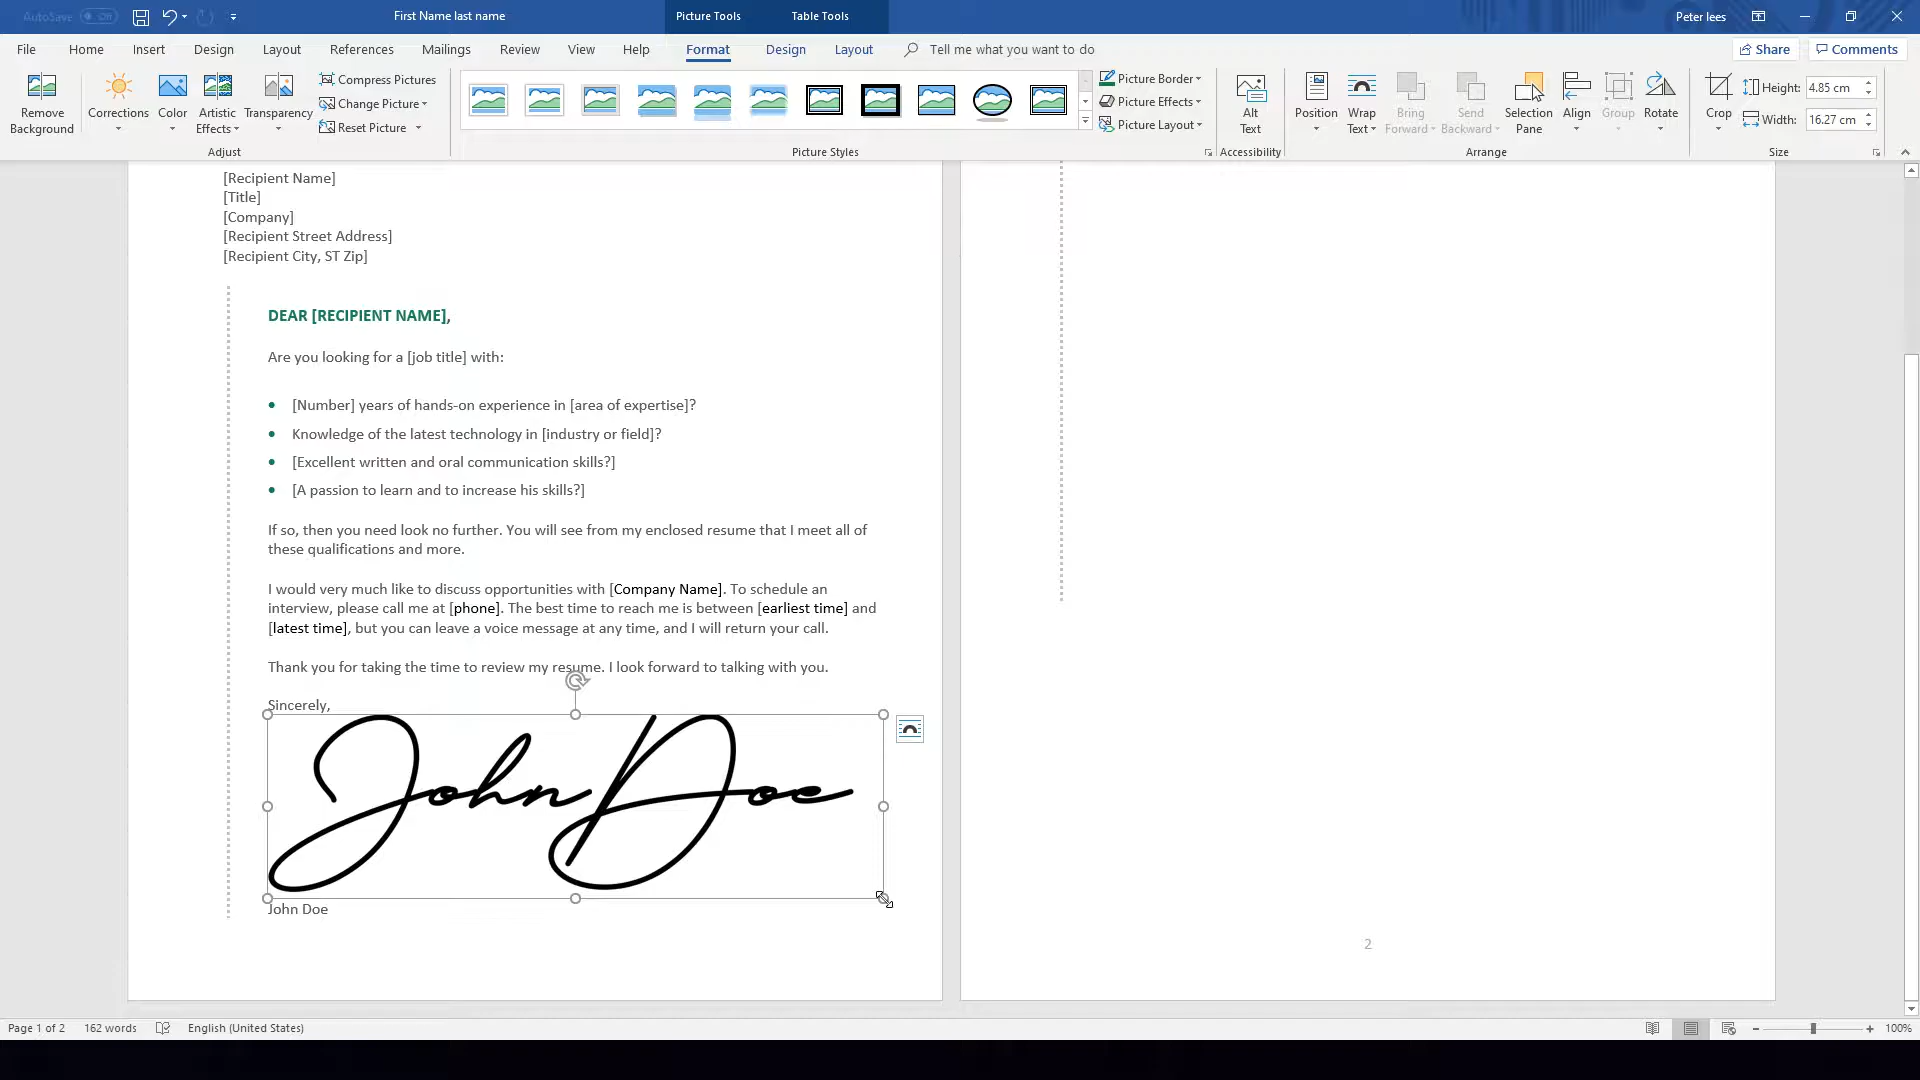 AutoSave Off
First Name last name
Picture Tools
Table Tools
Peter lees
File Home Insert Design Layout References Mailings Review View Help Format Design Layout Tell me what you want to do Share Comments
Remove Background
Corrections
Color
Artistic Effects
Transparency
Compress Pictures
Change Picture
Reset Picture
Adjust
Picture Styles
Picture Border
Picture Effects
Picture Layout
Alt Text
Accessibility
Position
Wrap Text
Bring Forward
Send Backward
Selection Pane
Align
Group
Rotate
Arrange
Crop
Height: 4.85 cm
Width: 16.27 cm
Size
[Recipient Name]
[Title]
[Company]
[Recipient Street Address]
[Recipient City, ST Zip]
DEAR [RECIPIENT NAME],
Are you looking for a [job title] with:
• [Number] years of hands-on experience in [area of expertise]?
• Knowledge of the latest technology in [industry or field]?
• [Excellent written and oral communication skills?]
• [A passion to learn and to increase his skills?]
If so, then you need look no further. You will see from my enclosed resume that I meet all of
these qualifications and more.
I would very much like to discuss opportunities with [Company Name]. To schedule an
interview, please call me at [phone]. The best time to reach me is between [earliest time] and
[latest time], but you can leave a voice message at any time, and I will return your call.
Thank you for taking the time to review my resume. I look forward to talking with you.
Sincerely,
John Doe
John Doe
2
Page 1 of 2 162 words English (United States) 100%